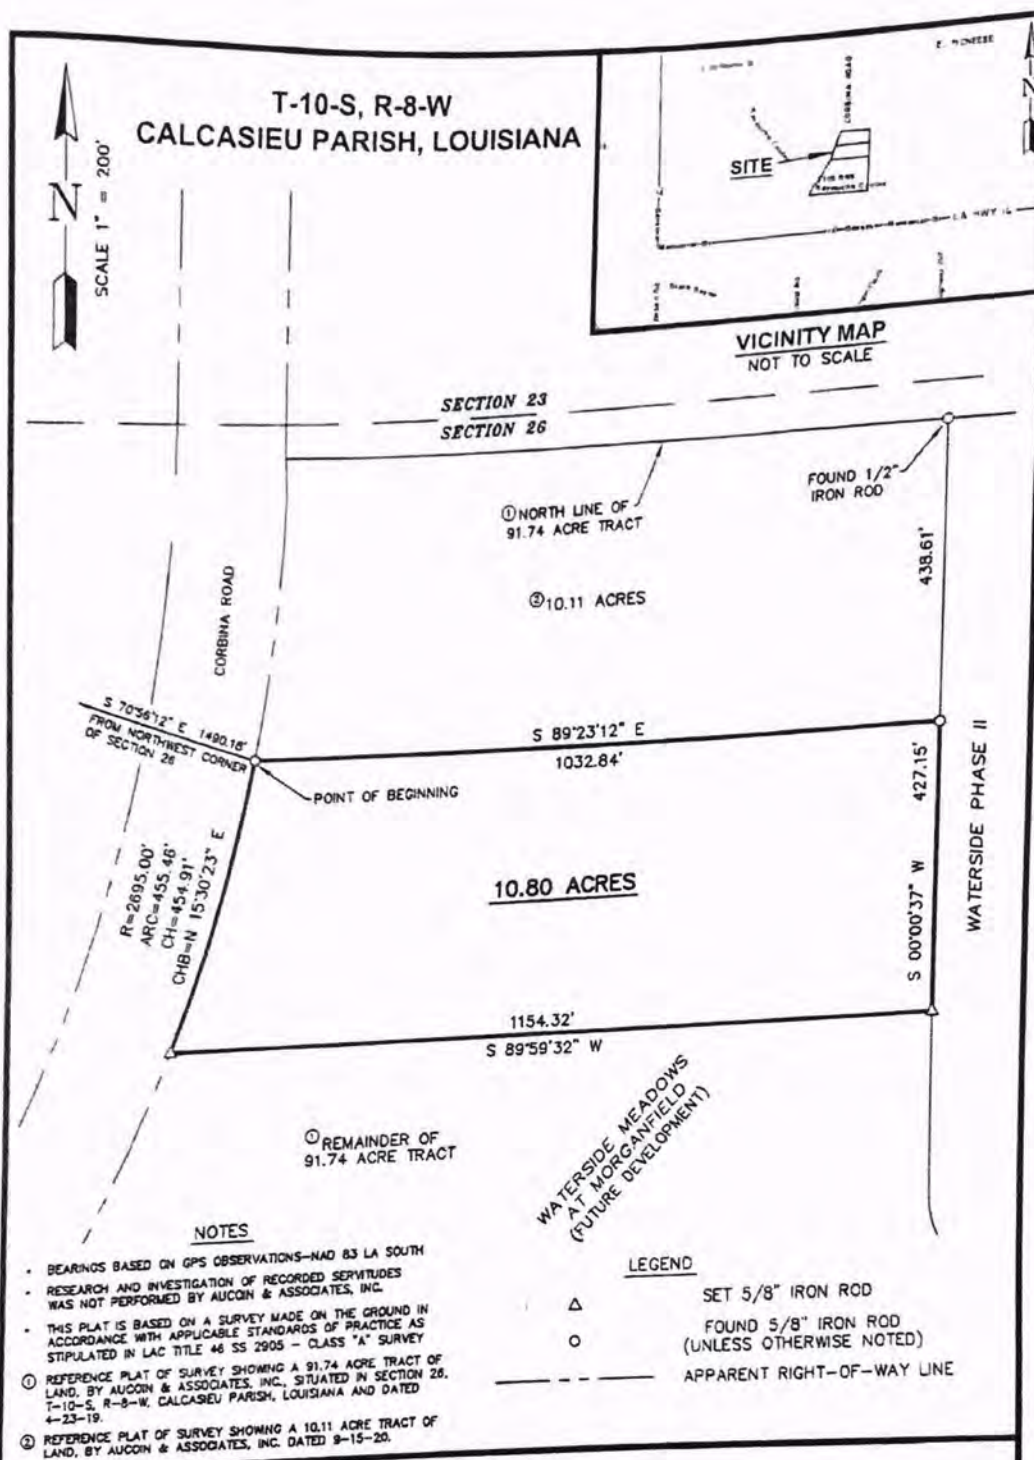 T-10-S, R-8-W
CALCASIEU PARISH, LOUISIANA
N
SCALE 1" = 200'
N
CORBINA ROAD
SITE
LA HWY 14
VICINITY MAP
NOT TO SCALE
SECTION 23
SECTION 26
FOUND 1/2"
IRON ROD
① NORTH LINE OF
91.74 ACRE TRACT
438.61'
② 10.11 ACRES
CORBINA ROAD
S 70°56'12" E 1490.18'
FROM NORTHWEST CORNER
OF SECTION 26
S 89°23'12" E
1032.84'
POINT OF BEGINNING
427.15'
S 00°00'37" W
WATERSIDE PHASE II
R=2695.00'
ARC=455.46'
CH=454.91'
CHB=N 15°30'23" E
10.80 ACRES
1154.32'
S 89°59'32" W
WATERSIDE MEADOWS
AT MORGANFIELD
(FUTURE DEVELOPMENT)
① REMAINDER OF
91.74 ACRE TRACT
NOTES
• BEARINGS BASED ON GPS OBSERVATIONS-NAD 83 LA SOUTH
• RESEARCH AND INVESTIGATION OF RECORDED SERVITUDES
WAS NOT PERFORMED BY AUCOIN & ASSOCIATES, INC.
• THIS PLAT IS BASED ON A SURVEY MADE ON THE GROUND IN
ACCORDANCE WITH APPLICABLE STANDARDS OF PRACTICE AS
STIPULATED IN LAC TITLE 46 SS 2905 - CLASS "A" SURVEY
① REFERENCE PLAT OF SURVEY SHOWING A 91.74 ACRE TRACT OF
LAND, BY AUCOIN & ASSOCIATES, INC., SITUATED IN SECTION 26,
T-10-S, R-8-W, CALCASIEU PARISH, LOUISIANA AND DATED
4-23-19.
② REFERENCE PLAT OF SURVEY SHOWING A 10.11 ACRE TRACT OF
LAND, BY AUCOIN & ASSOCIATES, INC. DATED 9-15-20.
LEGEND
SET 5/8" IRON ROD
FOUND 5/8" IRON ROD
(UNLESS OTHERWISE NOTED)
APPARENT RIGHT-OF-WAY LINE